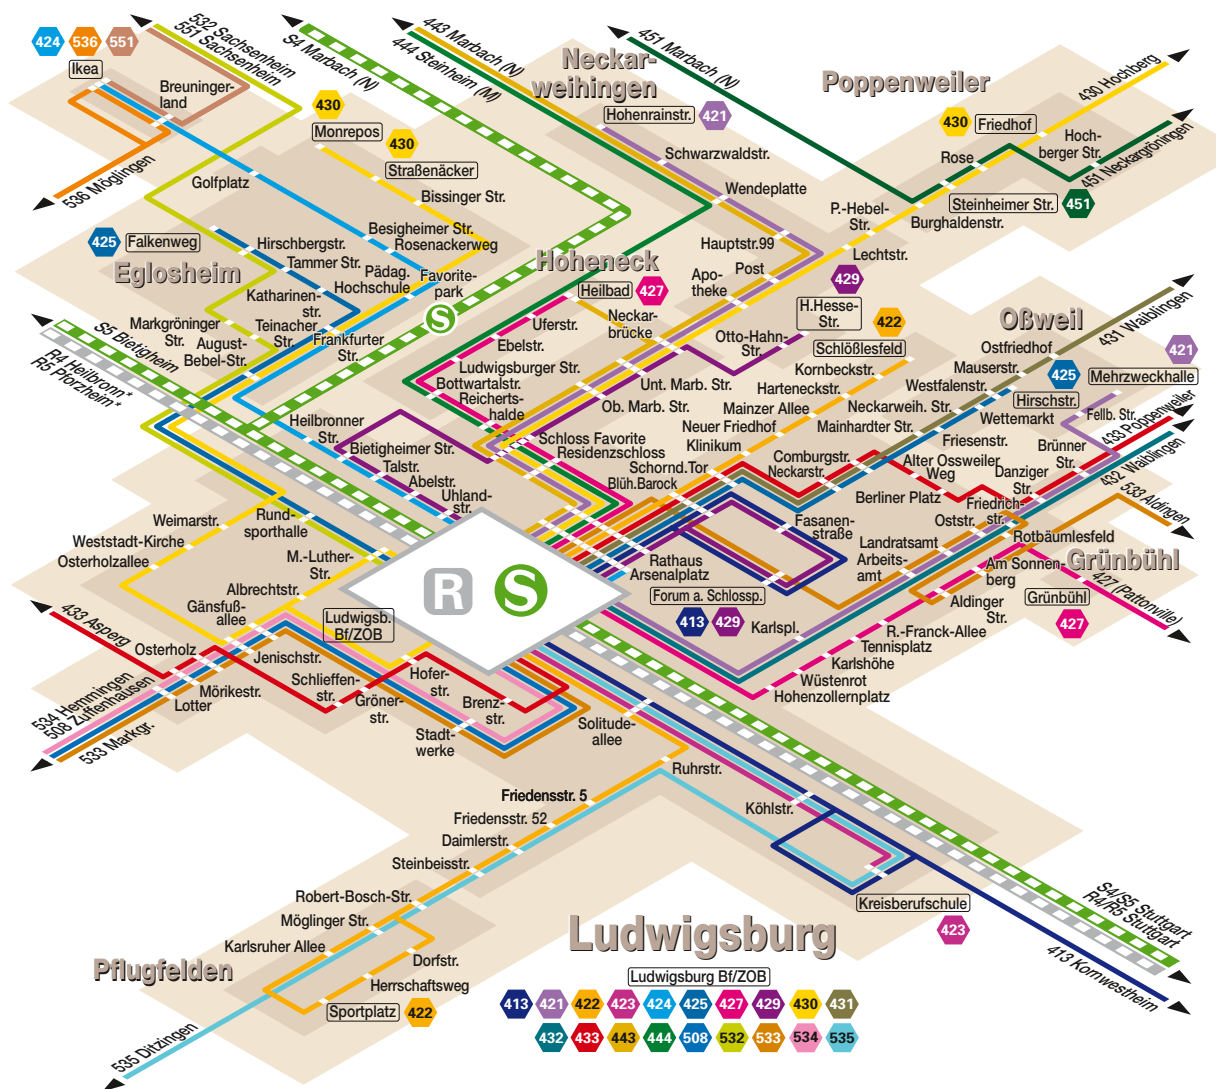 424 536 551
Ikea
Breuninger-
land
532 Sachsenheim
551 Sachsenheim
S4 Marbach (N)
443 Marbach (N)
444 Steinheim (M)
451 Marbach (N)
Neckar-
weihingen
Hohenrainstr. 421
Poppenweiler
430 Friedhof
430 Hochberg
Hoch-
berger Str.
451 Neckargröningen
Rose
Steinheimer Str. 451
430
Monrepos
430
Straßenäcker
Bissinger Str.
Besigheimer Str.
Rosenackerweg
536 Möglingen
Golfplatz
425 Falkenweg
Eglosheim
Hirschbergstr.
Tammer Str.
Pädag.
Hochschule
Favorite-
park
S
Katharinen-
str.
Teinacher
Str.
Frankfurter
Str.
Markgröninger
Str.
August-
Bebel-Str.
S5 Bietigheim
R4 Heilbronn*
R5 Pforzheim*
Schwarzwaldstr.
Wendeplatte
P.-Hebel-
Str.
Burghaldenstr.
Lechtstr.
Hauptstr.99
Post
Apo-
theke
Hoheneck
Heilbad 427
Neckar-
brücke
Uferstr.
Ebelstr.
Ludwigsburger Str.
Bottwartalstr.
Reicherts-
halde
429
H.Hesse-
Str.
Otto-Hahn-
Str.
422
Schlößlesfeld
Unt. Marb. Str.
Ob. Marb. Str.
Kornbeckstr.
Harteneckstr.
Mainzer Allee
Neuer Friedhof
Klinikum
Schornd.Tor
Schloss Favorite
Residenzschloss
Blüh.Barock
Oßweil
431 Waiblingen
Ostfriedhof
Mauserstr.
Westfalenstr.
Neckarweih. Str.
Mainhardter Str.
421
Mehrzweckhalle
425
Hirschstr.
Wettemarkt
Fellb. Str.
433 Poppenweiler
432 Waiblingen
533 Aldingen
Friesenstr.
Brünner
Str.
Comburgstr.
Neckarstr.
Alter Ossweiler
Weg
Danziger
Str.
Berliner Platz
Friedrich-
str.
Oststr.
Rotbäumlesfeld
Heilbronner
Str.
Bietigheimer Str.
Talstr.
Abelstr.
Uhland-
str.
Fasanen-
straße
Landratsamt
Arbeits-
amt
Grünbühl
Am Sonnen-
berg
Grünbühl
427
427 (Pattonville)
Aldinger
Str.
R.-Franck-Allee
Tennisplatz
Karlshöhe
Wüstenrot
Hohenzollernplatz
Karlspl.
Rathaus
Arsenalplatz
Forum a. Schlossp.
413 429
Weimarstr.
Weststadt-Kirche
Osterholzallee
Rund-
sporthalle
M.-Luther-
Str.
Albrechtstr.
Gänsfuß-
allee
R S
Ludwigsb.
Bf/ZOB
433 Asperg
Osterholz
534 Hemmingen
508 Zuffenhausen
533 Markgr.
Jenischstr.
Mörikestr.
Lotter
Schlieffen-
str.
Gröner-
str.
Hofer-
str.
Brenz-
str.
Stadt-
werke
Solitude-
allee
Ruhrstr.
Köhlstr.
Friedensstr. 5
Friedensstr. 52
Daimlerstr.
Steinbeisstr.
Robert-Bosch-Str.
Möglinger Str.
Karlsruher Allee
Pflugfelden
Dorfstr.
Herrschaftsweg
Sportplatz 422
535 Ditzingen
Kreisberufschule
423
S4/S5 Stuttgart
R4/R5 Stuttgart
413 Kornwestheim
Ludwigsburg
Ludwigsburg Bf/ZOB
413 421 422 423 424 425 427 429 430 431
432 433 443 444 508 532 533 534 535